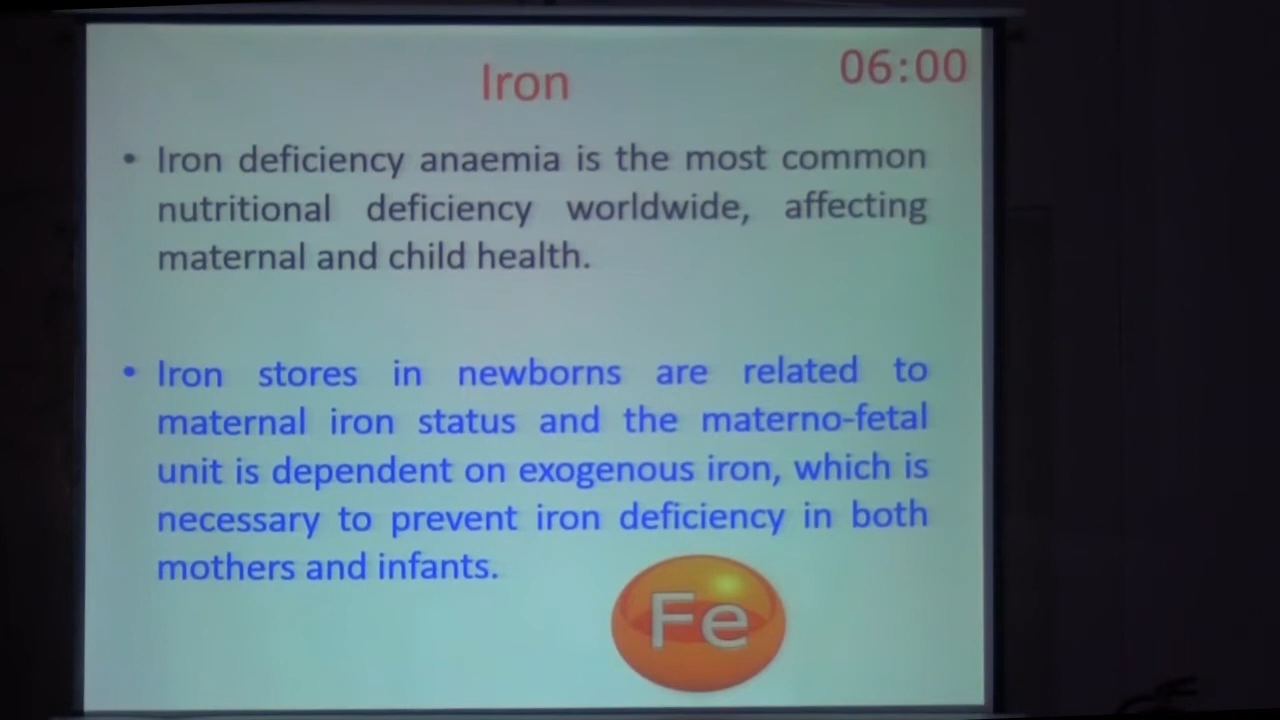 Iron
06:00
• Iron deficiency anaemia is the most common
nutritional deficiency worldwide, affecting
maternal and child health.
• Iron stores in newborns are related to
maternal iron status and the materno-fetal
unit is dependent on exogenous iron, which is
necessary to prevent iron deficiency in both
mothers and infants.
Fe